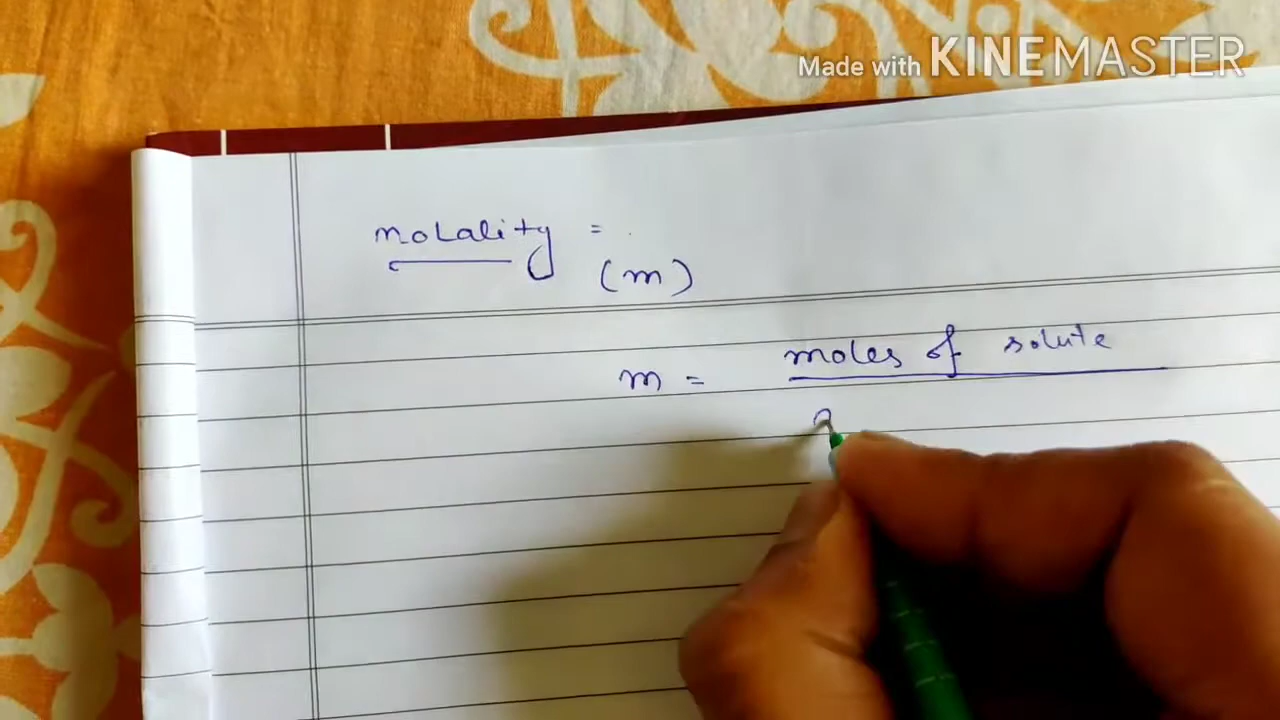 Made with KINEMASTER
molality =
(m)
moles of solute
m =